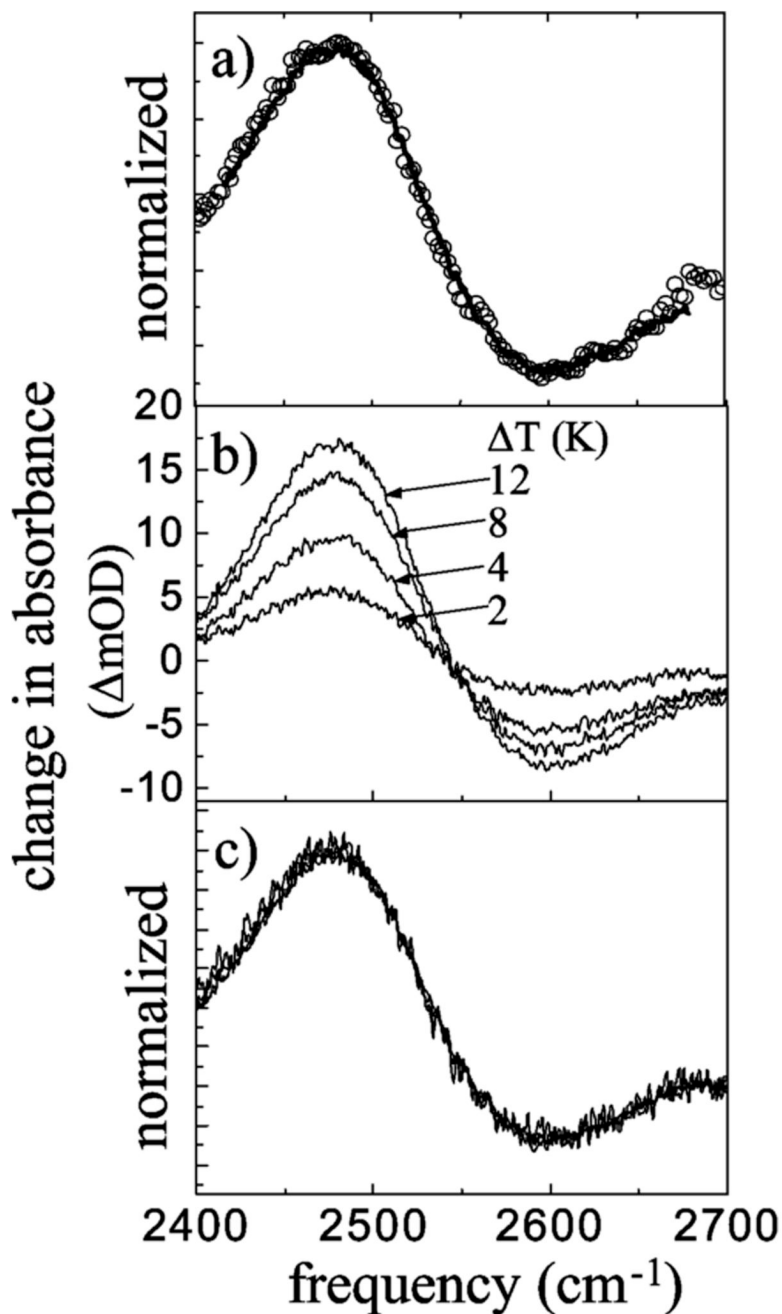 a)
normalized
20
b)
ΔT (K)
15
12
10
8
5
4
2
0
-5
-10
change in absorbance
(ΔmOD)
c)
normalized
2400 2500 2600 2700
frequency (cm⁻¹)